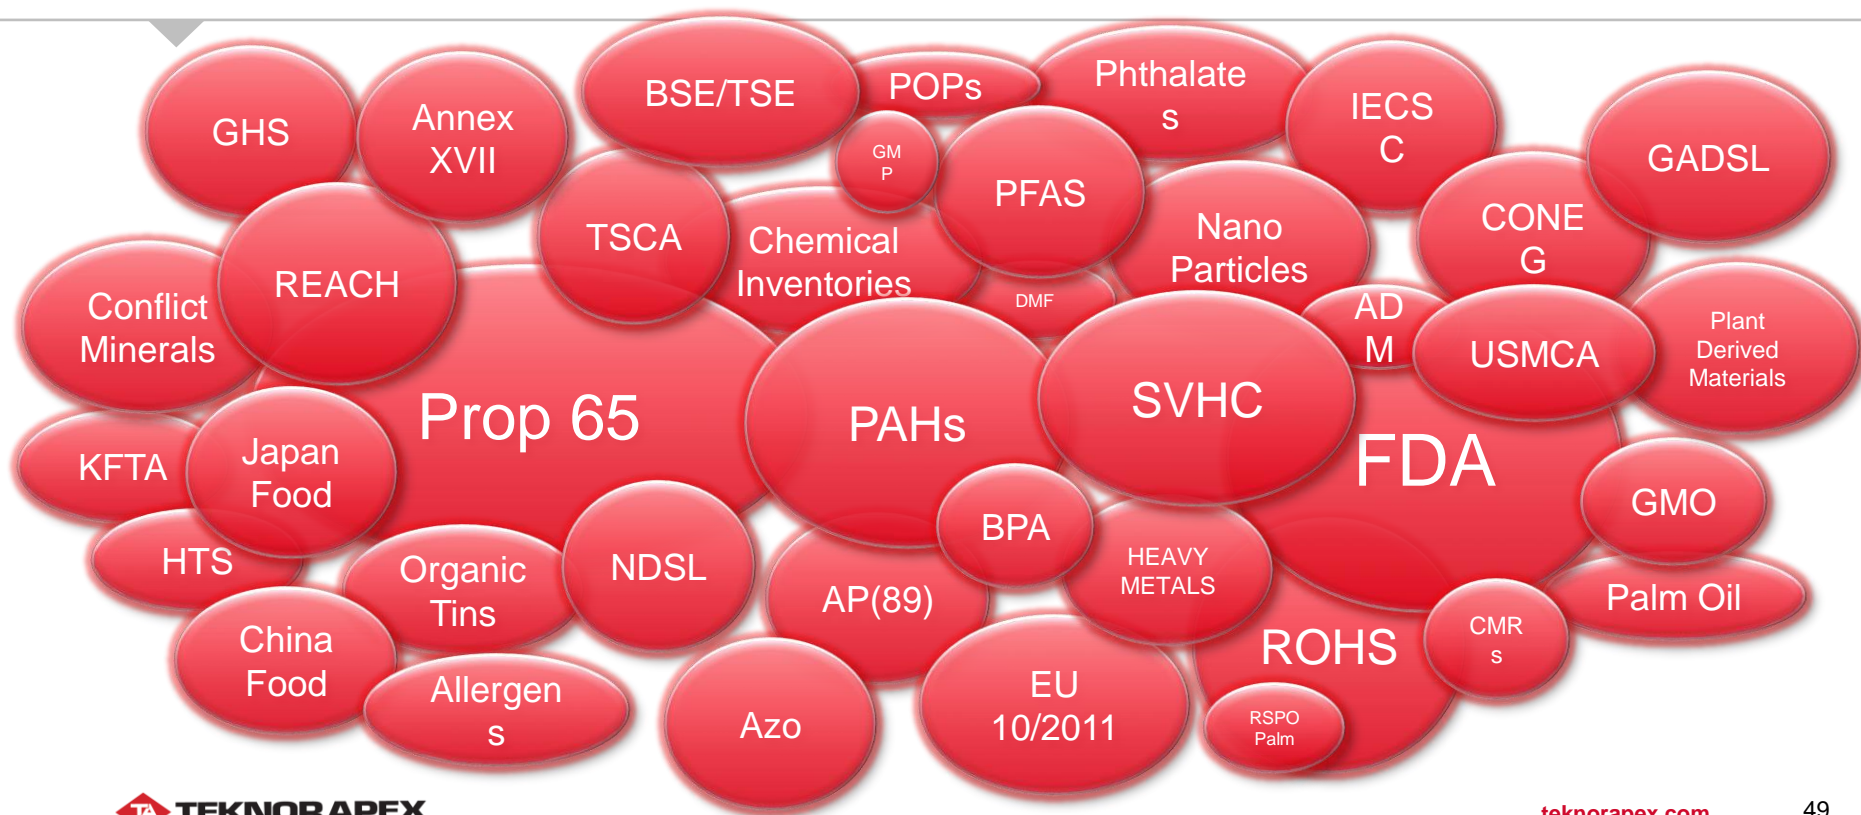 GHS
Annex
XVII
BSE/TSE
POPs
Phthalate
s
IECS
C
GADSL
GM
P
PFAS
TSCA
Chemical
Inventories
Nano
Particles
CONE
G
REACH
Conflict
Minerals
DMF
AD
M
USMCA
Plant
Derived
Materials
Prop 65
PAHs
SVHC
FDA
KFTA
Japan
Food
GMO
HTS
Organic
Tins
NDSL
BPA
HEAVY
METALS
AP(89)
Palm Oil
China
Food
Allergen
s
Azo
EU
10/2011
ROHS
CMR
s
RSPO
Palm
TA TEKNOR APEX
teknorapex.com
49